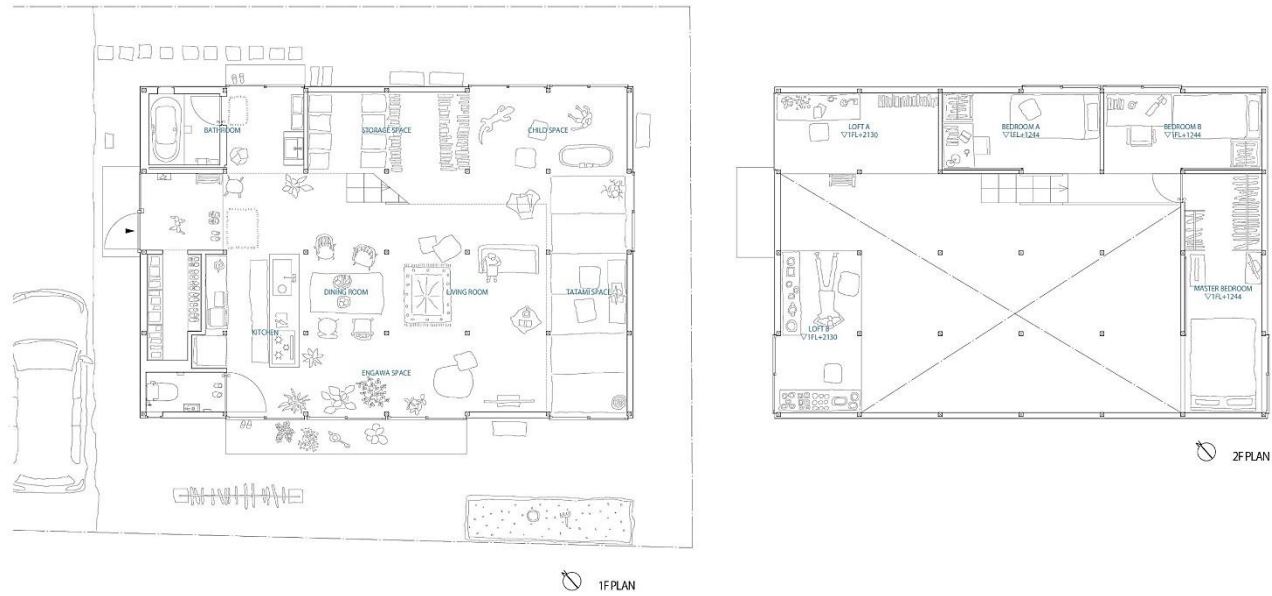 BATHROOM
STORAGE SPACE
CHILD SPACE
DINING ROOM
LIVING ROOM
TATAMI SPACE
KITCHEN
ENGAWA SPACE
1F PLAN
LOFT A
▽1FL+2130
BEDROOM A
▽1FL+1244
BEDROOM B
▽1FL+1244
MASTER BEDROOM
▽1FL+1244
LOFT B
▽1FL+2130
2F PLAN